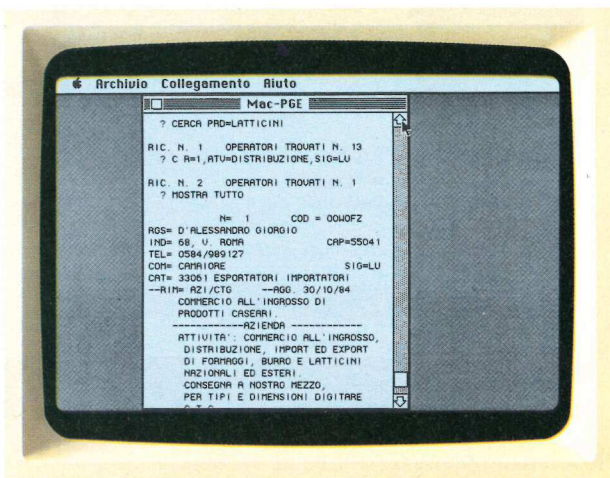 Archivio Collegamento Aiuto
Mac-PGE
? CERCA PRD=LATTICINI
RIC. N. 1 OPERATORI TROVATI N. 13
? C R=1,ATV=DISTRIBUZIONE,SIG=LU
RIC. N. 2 OPERATORI TROVATI N. 1
? MOSTRA TUTTO
N= 1 COD = 00WOFZ
RGS= D'ALESSANDRO GIORGIO
IND= 68, V. ROMA CAP=55041
TEL= 0584/989127
COM= CAMAIORE SIG=LU
CAT= 33061 ESPORTATORI IMPORTATORI
--RIM= AZI/CTG --AGG. 30/10/84
COMMERCIO ALL'INGROSSO DI
PRODOTTI CASEARI.
------------AZIENDA ------------
ATTIVITA': COMMERCIO ALL'INGROSSO,
DISTRIBUZIONE, IMPORT ED EXPORT
DI FORMAGGI, BURRO E LATTICINI
NAZIONALI ED ESTERI.
CONSEGNA A NOSTRO MEZZO,
PER TIPI E DIMENSIONI DIGITARE